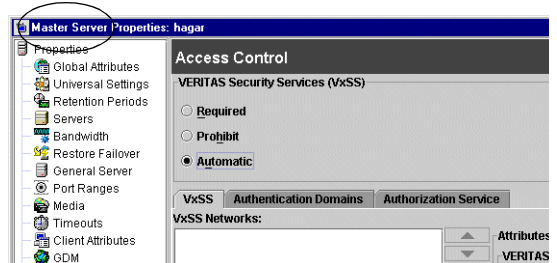 Master Server Properties: hagar
Properties
Global Attributes
Universal Settings
Retention Periods
Servers
Bandwidth
Restore Failover
General Server
Port Ranges
Media
Timeouts
Client Attributes
GDM
Access Control
VERITAS Security Services (VxSS)
Required
Prohibit
Automatic
VxSS Authentication Domains Authorization Service
VxSS Networks:
Attributes
VERITAS